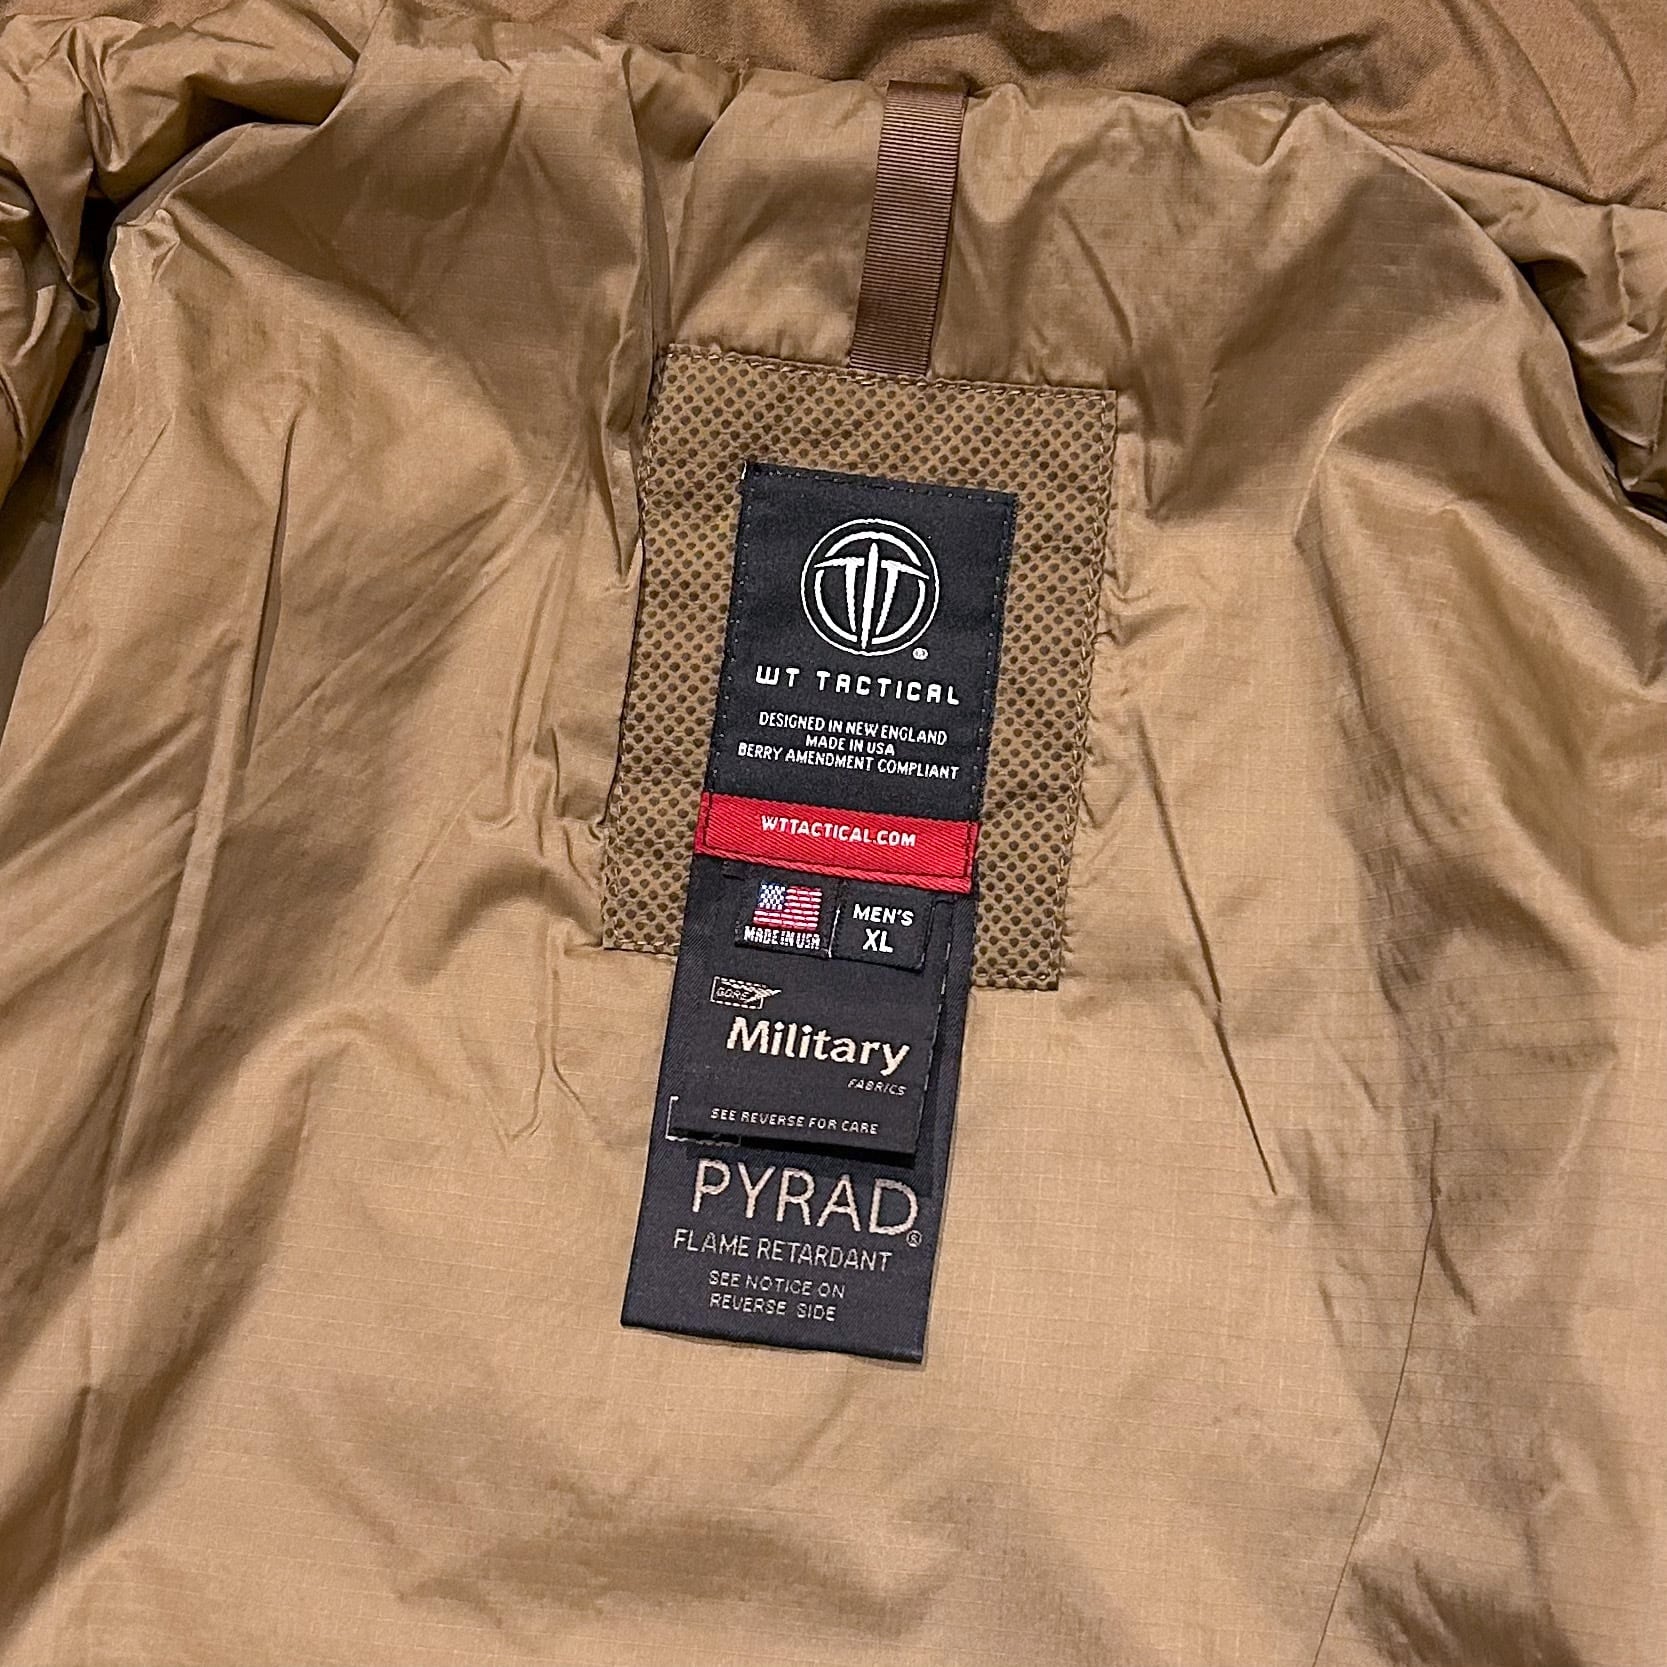 WT TACTICAL
DESIGNED IN NEW ENGLAND
MADE IN USA
BERRY AMENDMENT COMPLIANT
WTTACTICAL.COM
MADE IN USA
MEN'S
XL
GORE
Military
FABRICS
SEE REVERSE FOR CARE
PYRAD®
FLAME RETARDANT
SEE NOTICE ON
REVERSE SIDE